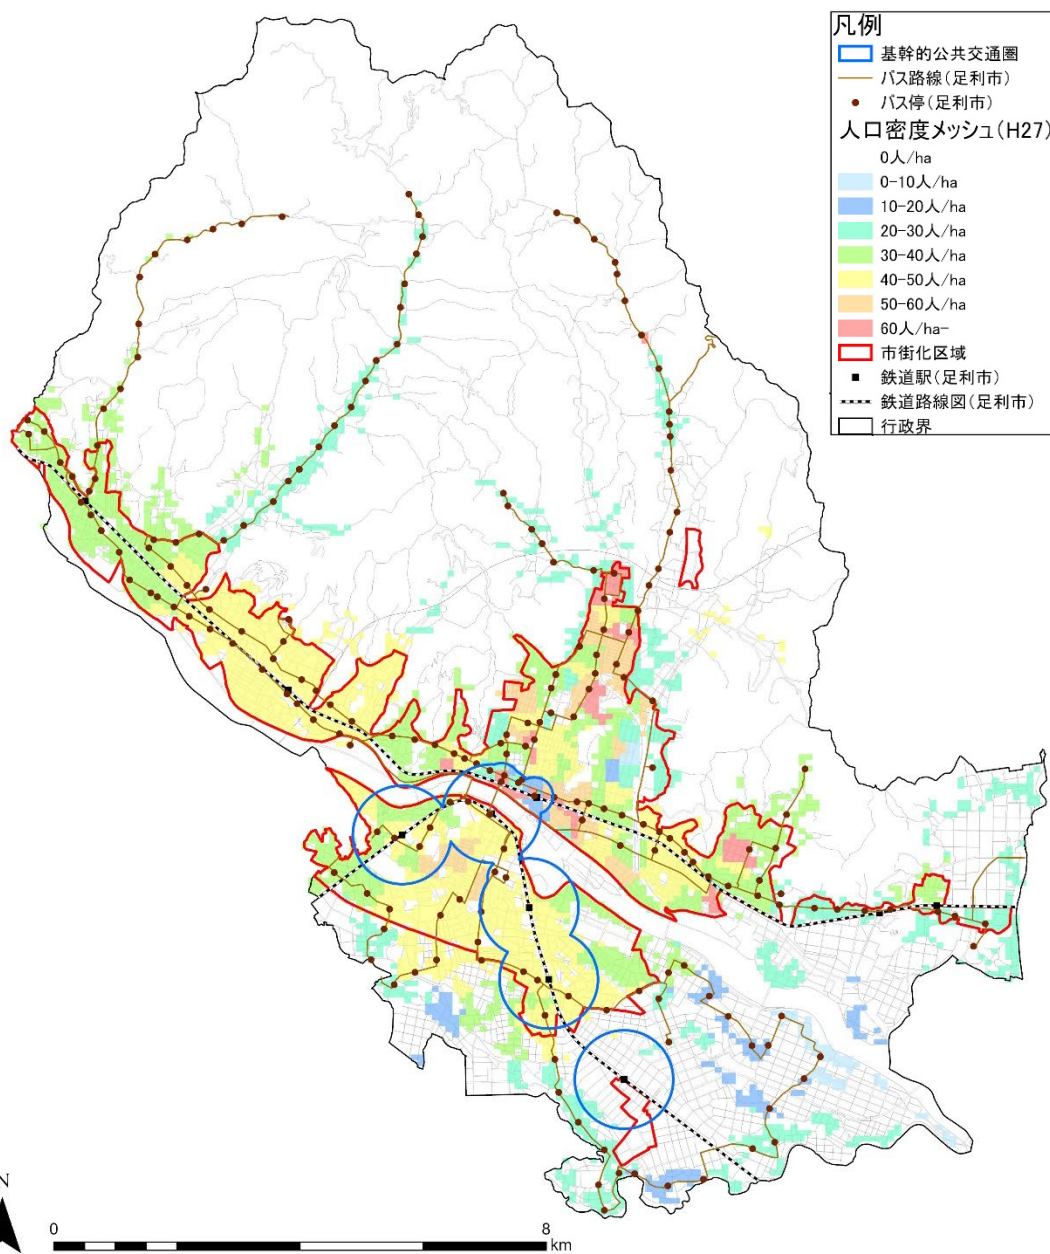 凡例
基幹的公共交通圏
バス路線(足利市)
バス停(足利市)
人口密度メッシュ(H27)
0人/ha
0-10人/ha
10-20人/ha
20-30人/ha
30-40人/ha
40-50人/ha
50-60人/ha
60人/ha-
市街化区域
鉄道駅(足利市)
鉄道路線図(足利市)
行政界
N
0 8
km